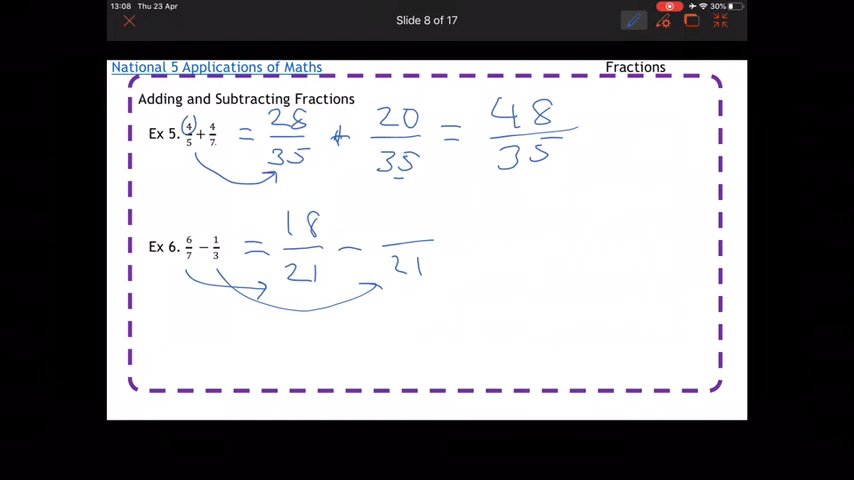 13:08 Thu 23 Apr 30%
Slide 8 of 17
National 5 Applications of Maths Fractions
Adding and Subtracting Fractions
Ex 5. 4/5 + 4/7. = 28/35 + 20/35 = 48/35
Ex 6. 6/7 − 1/3 = 18/21 − /21